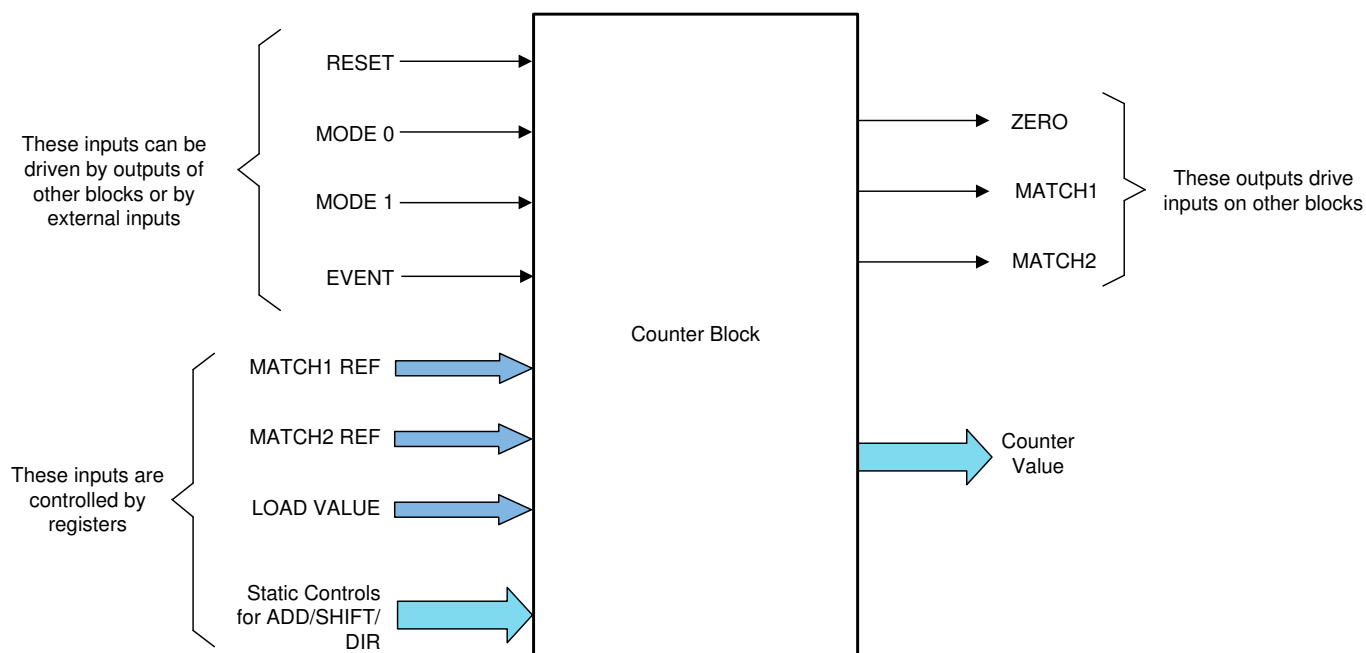 These inputs can be
driven by outputs of
other blocks or by
external inputs
RESET
MODE 0
MODE 1
EVENT
These inputs are
controlled by
registers
MATCH1 REF
MATCH2 REF
LOAD VALUE
Static Controls
for ADD/SHIFT/
DIR
Counter Block
ZERO
MATCH1
MATCH2
These outputs drive
inputs on other blocks
Counter
Value